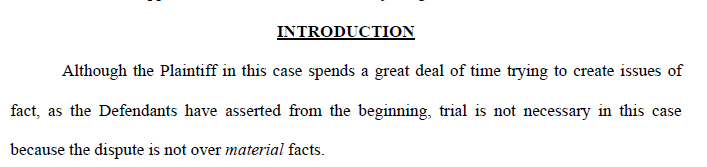 INTRODUCTION
Although the Plaintiff in this case spends a great deal of time trying to create issues of
fact, as the Defendants have asserted from the beginning, trial is not necessary in this case
because the dispute is not over material facts.